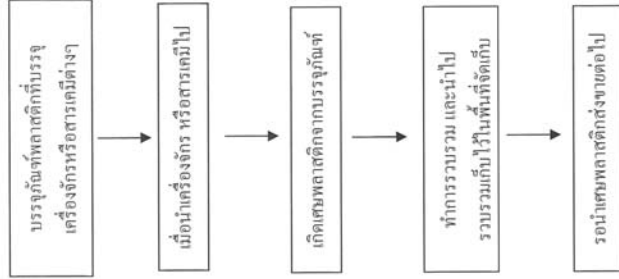 บรรจุภัณฑ์พลาสติกที่บรรจุ
เครื่องจักรหรือสารเคมีต่างๆ
เมื่อนำเครื่องจักร หรือสารเคมีไป
เกิดเศษพลาสติกจากบรรจุภัณฑ์
ทำการรวบรวม และนำไป
รวบรวมเก็บไว้ในพื้นที่จัดเก็บ
รอนำเศษพลาสติกส่งขายต่อไป